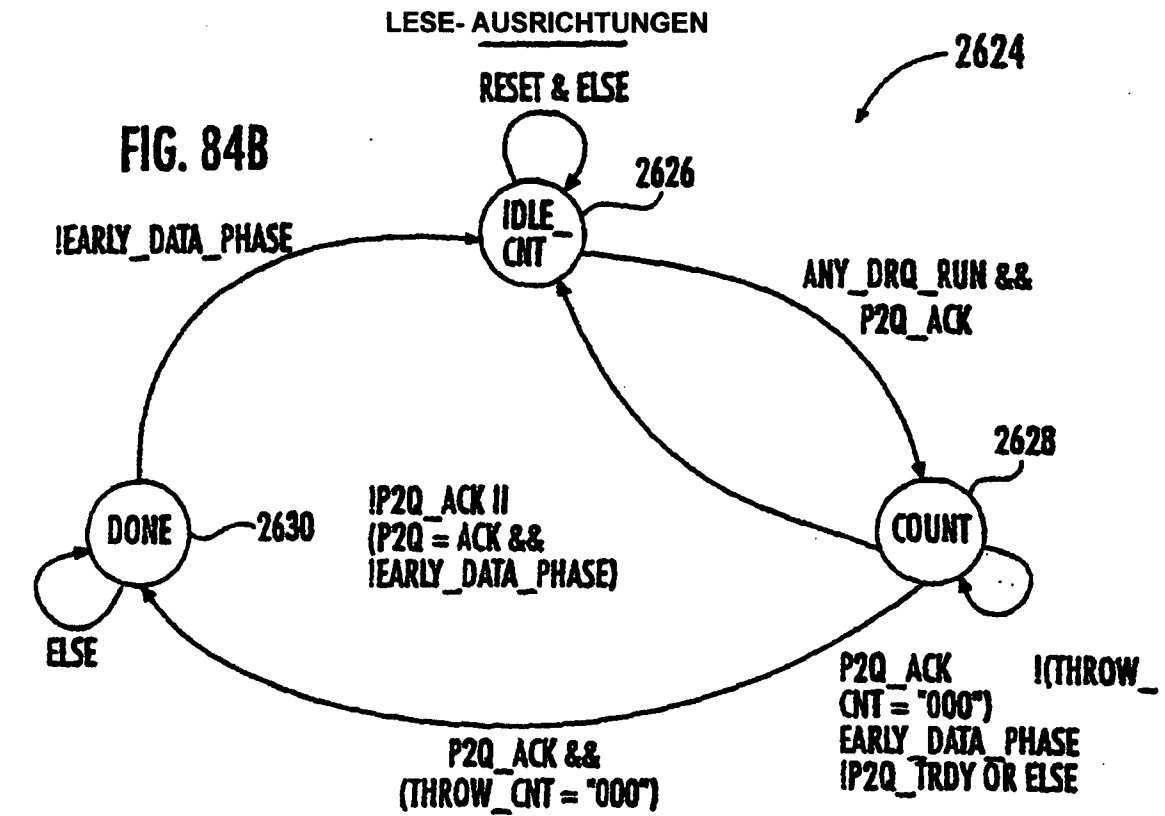 LESE- AUSRICHTUNGEN
2624
RESET & ELSE
FIG. 84B
2626
IDLE_
CNT
!EARLY_DATA_PHASE
ANY_DRQ_RUN &&
P2Q_ACK
2628
!P2Q_ACK ||
(P2Q = ACK &&
!EARLY_DATA_PHASE)
DONE
2630
COUNT
ELSE
P2Q_ACK !(THROW_
CNT = "000")
EARLY_DATA_PHASE
!P2Q_TRDY OR ELSE
P2Q_ACK &&
(THROW_CNT = "000")